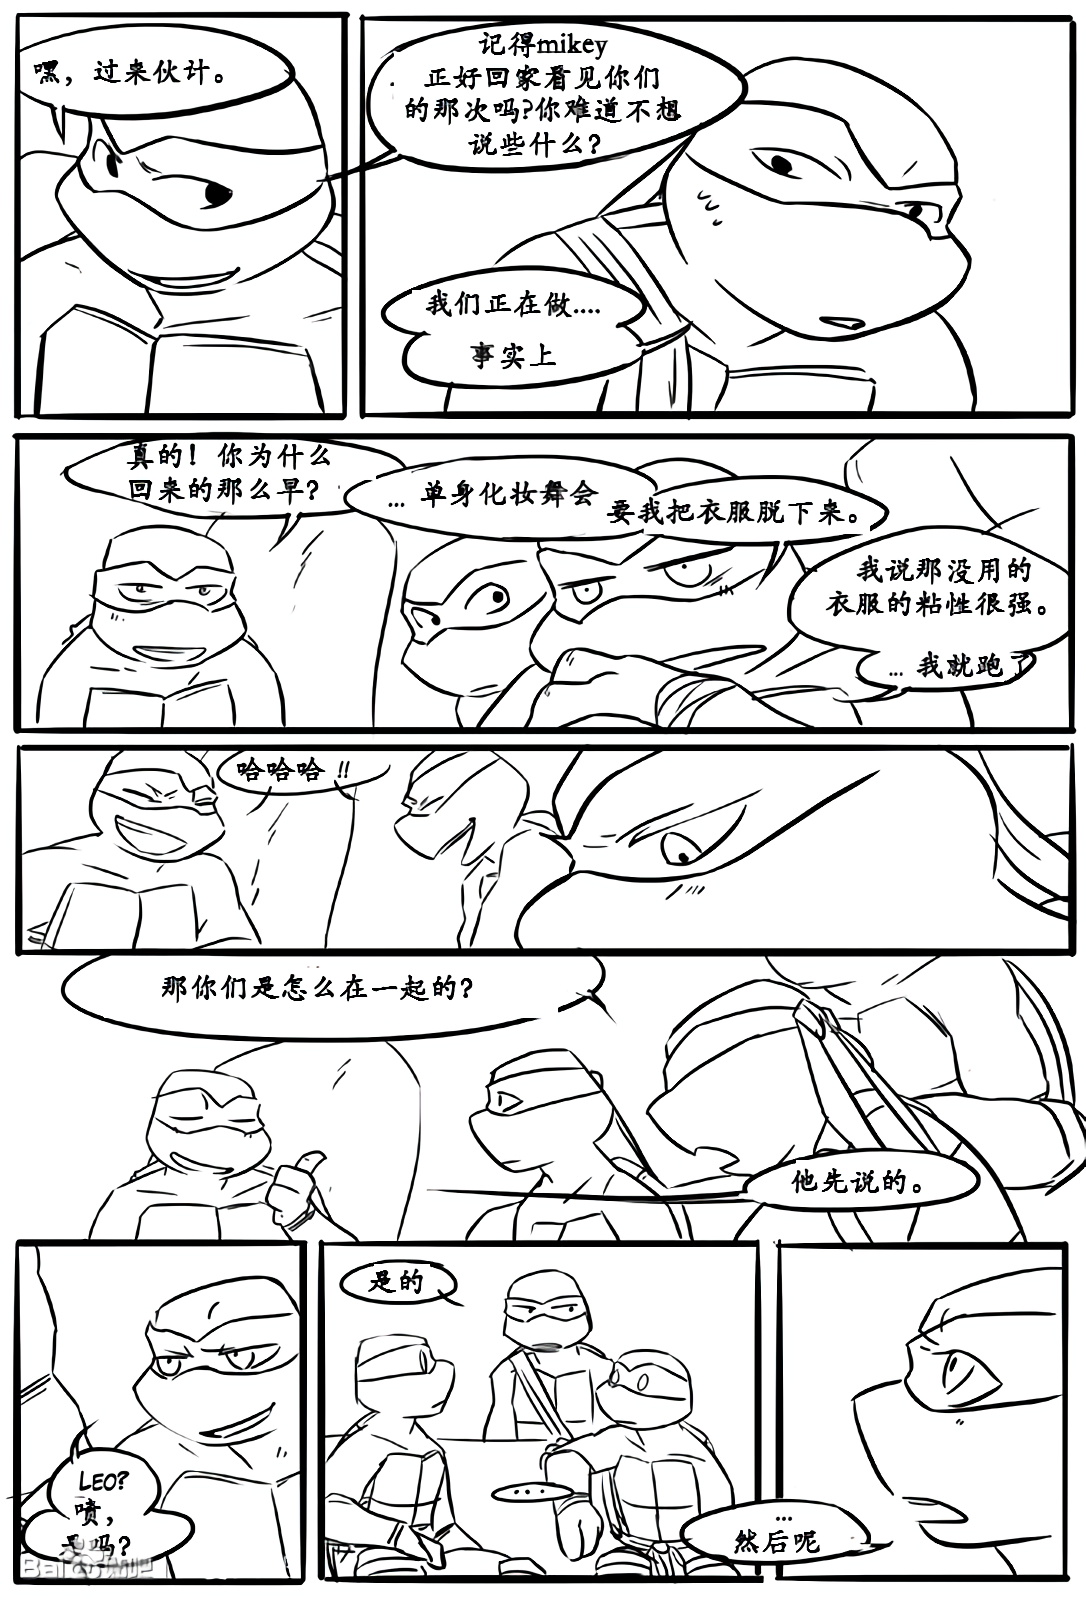 嘿，过来伙计。
记得mikey
正好回家看见你们
的那次吗?你难道不想
说些什么?
我们正在做....
事实上
真的！你为什么
回来的那么早?
... 单身化妆舞会
要我把衣服脱下来。
我说那没用的
衣服的粘性很强。
... 我就跑了
哈哈哈 !!
那你们是怎么在一起的?
他先说的。
LEO?
啧，
是吗?
是的
...
...
然后呢
Bai 贴吧